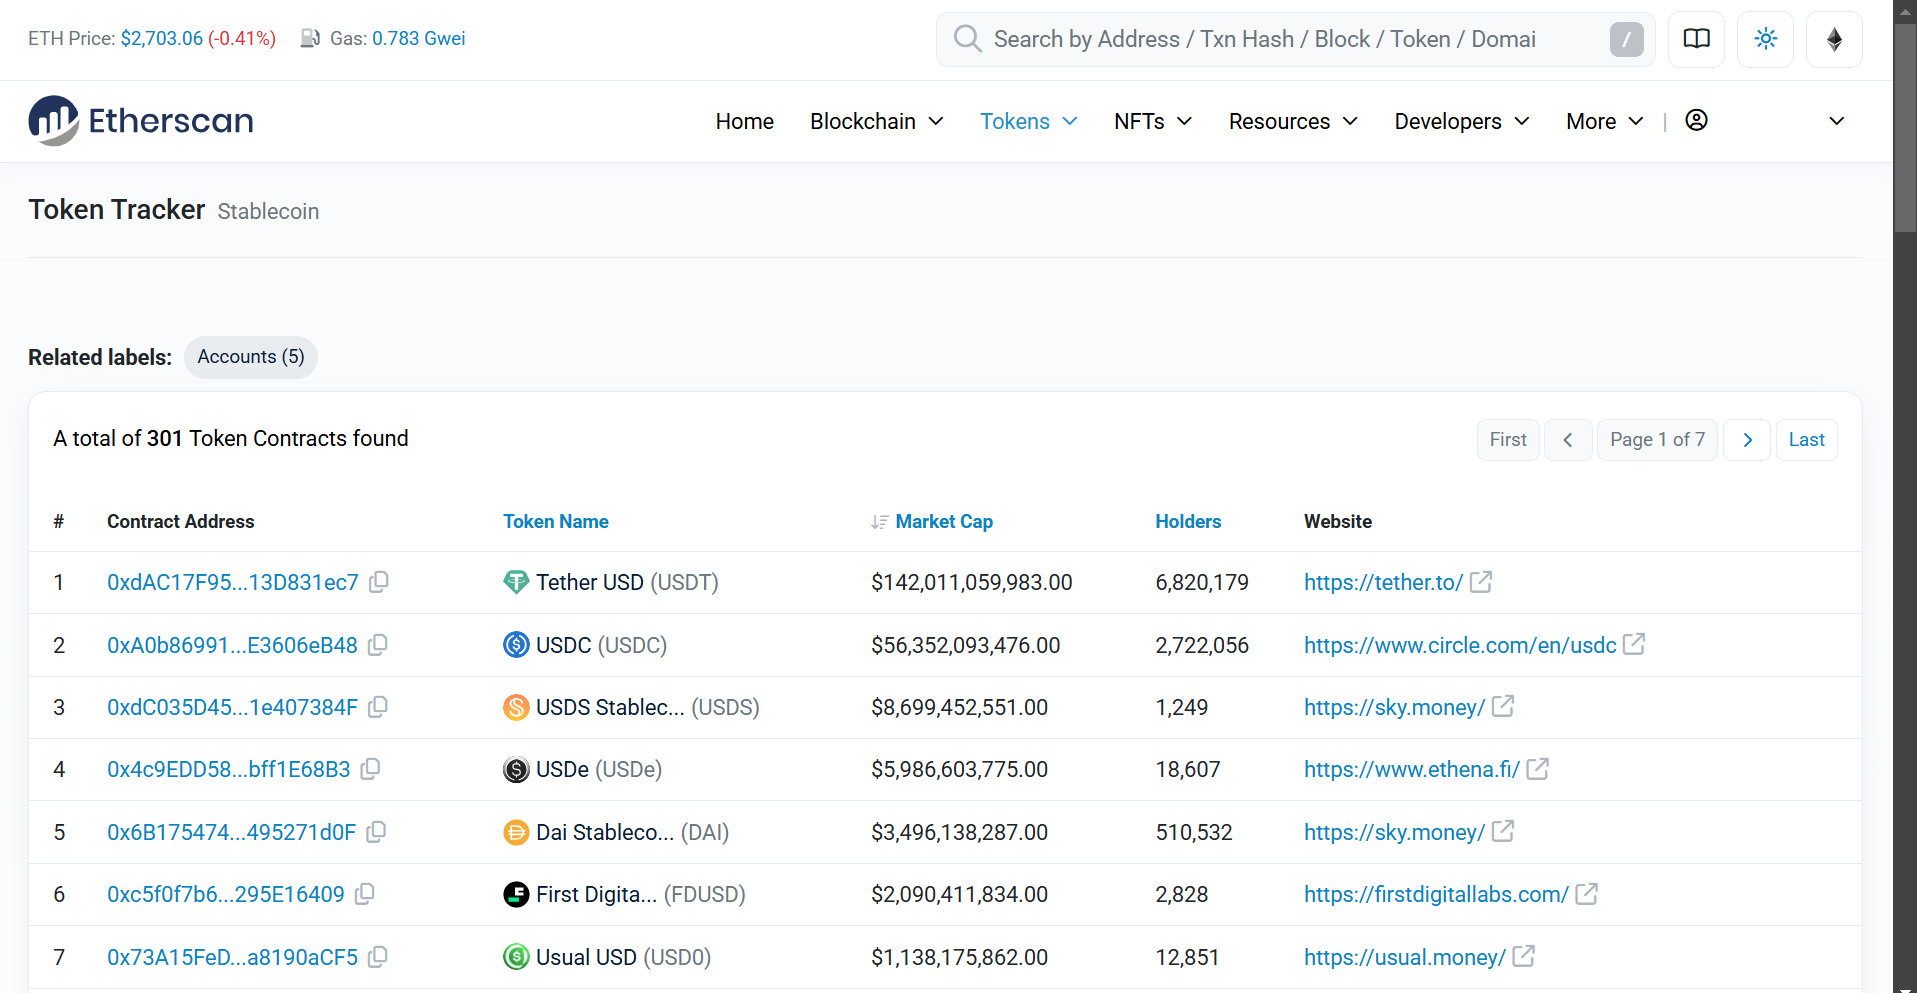 ETH Price: $2,703.06 (-0.41%) Gas: 0.783 Gwei Search by Address / Txn Hash / Block / Token / Domai /
Etherscan Home Blockchain Tokens NFTs Resources Developers More |
Token Tracker Stablecoin
Related labels: Accounts (5)
A total of 301 Token Contracts found First Page 1 of 7 Last
# Contract Address Token Name Market Cap Holders Website
1 0xdAC17F95...13D831ec7 Tether USD (USDT) $142,011,059,983.00 6,820,179 https://tether.to/
2 0xA0b86991...E3606eB48 USDC (USDC) $56,352,093,476.00 2,722,056 https://www.circle.com/en/usdc
3 0xdC035D45...1e407384F USDS Stablec... (USDS) $8,699,452,551.00 1,249 https://sky.money/
4 0x4c9EDD58...bff1E68B3 USDe (USDe) $5,986,603,775.00 18,607 https://www.ethena.fi/
5 0x6B175474...495271d0F Dai Stableco... (DAI) $3,496,138,287.00 510,532 https://sky.money/
6 0xc5f0f7b6...295E16409 First Digita... (FDUSD) $2,090,411,834.00 2,828 https://firstdigitallabs.com/
7 0x73A15FeD...a8190aCF5 Usual USD (USD0) $1,138,175,862.00 12,851 https://usual.money/